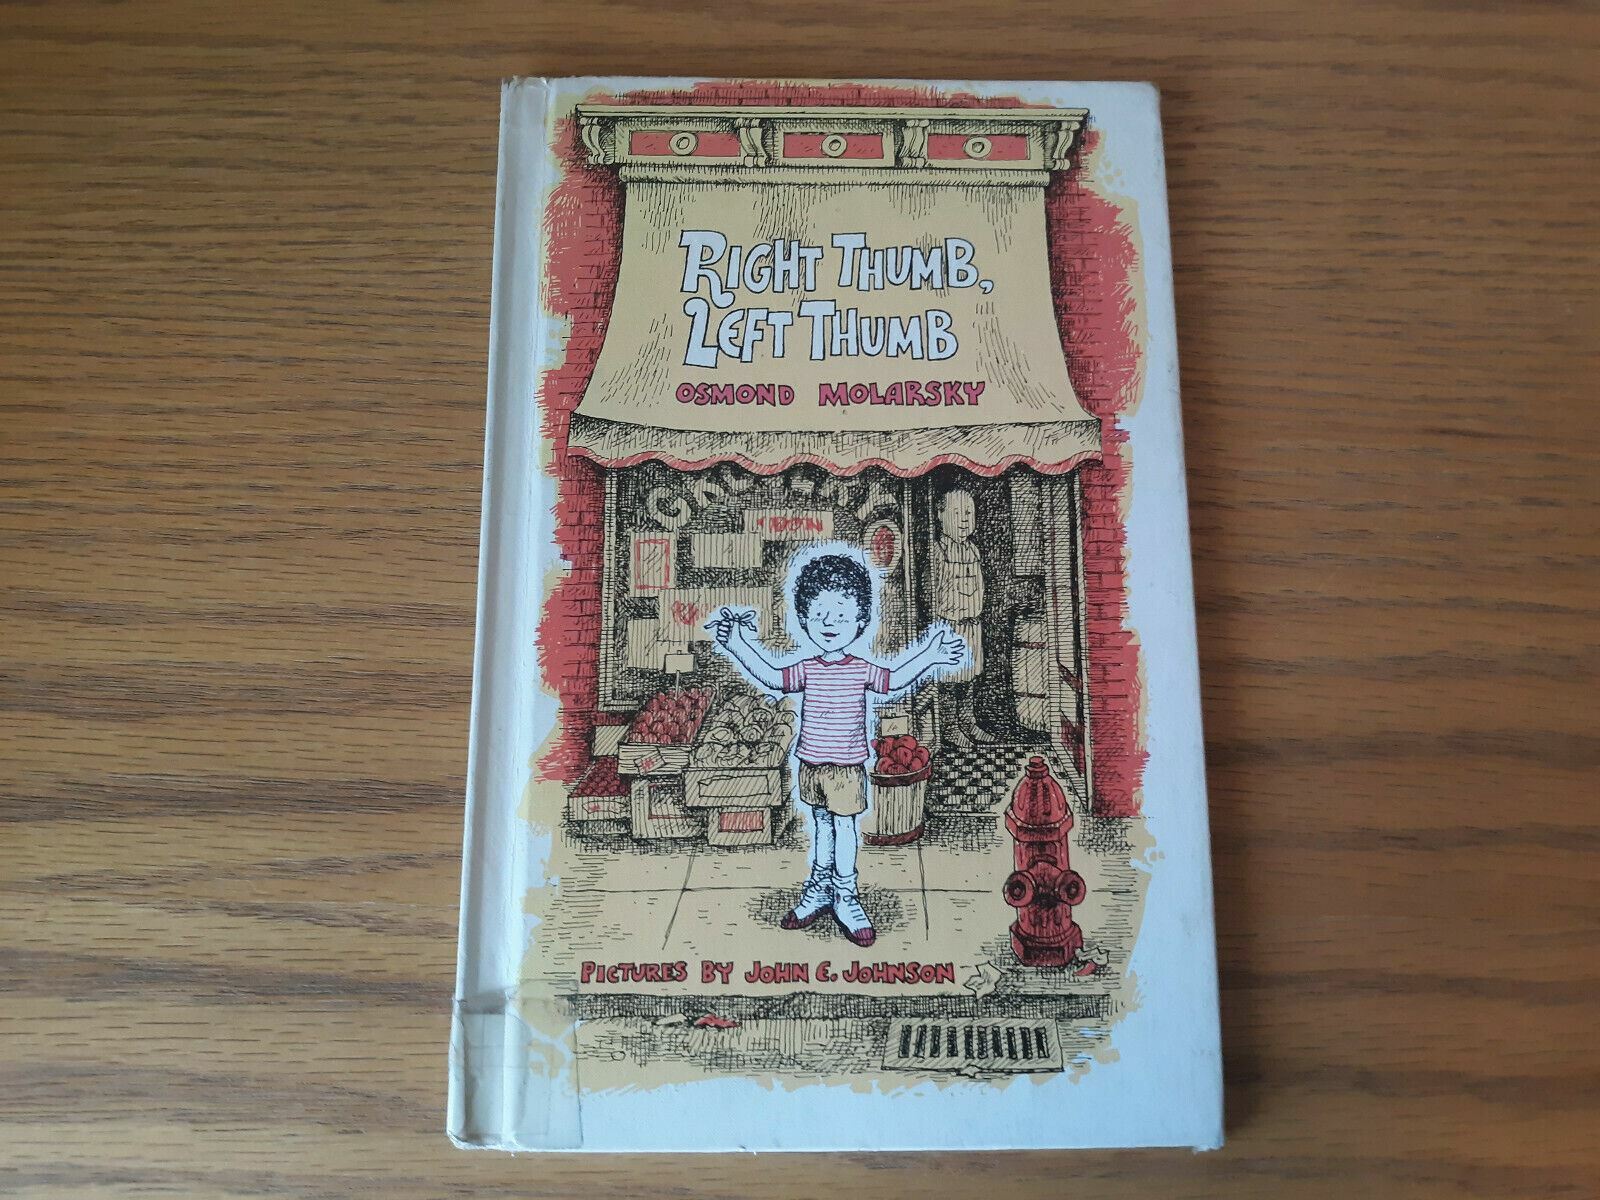 RIGHT THUMB,
LEFT THUMB
OSMOND MOLARSKY
PICTURES BY JOHN E. JOHNSON